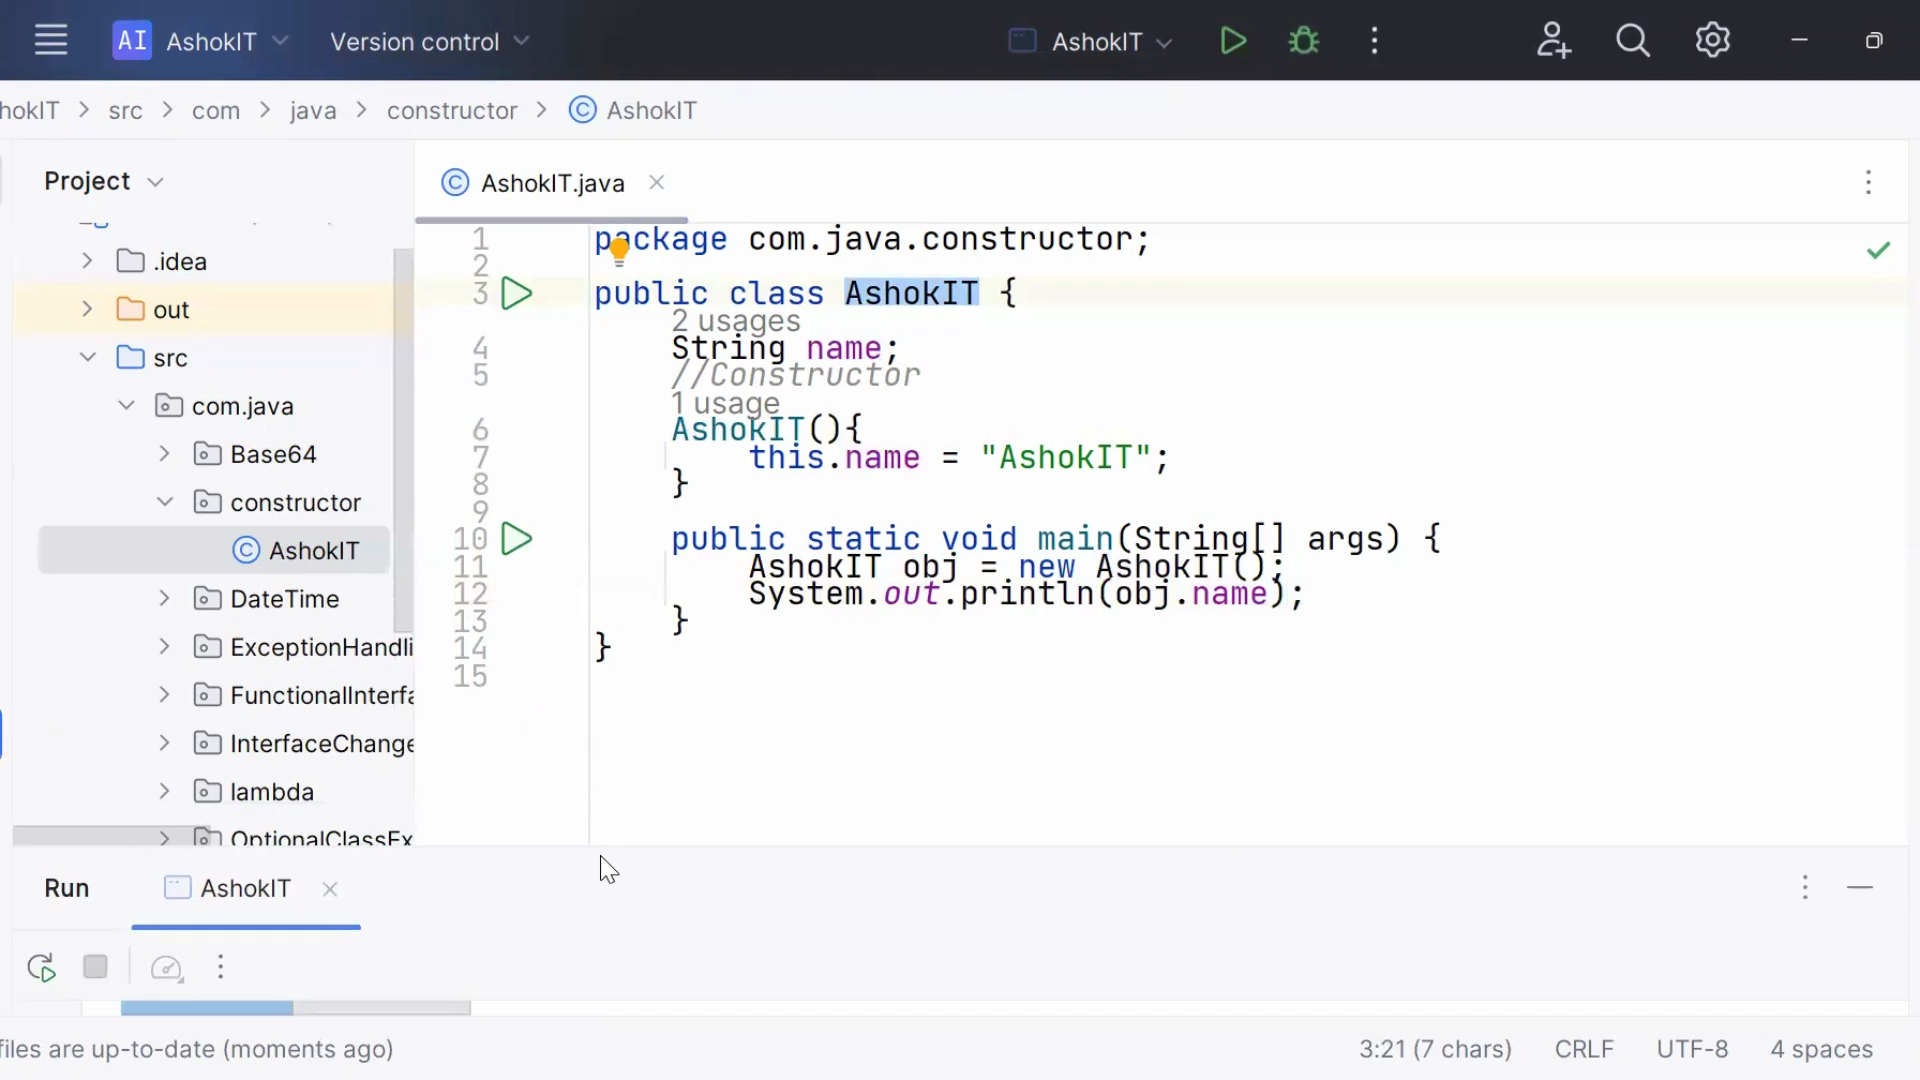 AI AshokIT Version control AshokIT
hokIT > src > com > java > constructor > © AshokIT
Project
© AshokIT.java ×
.idea
out
src
com.java
Base64
constructor
© AshokIT
DateTime
ExceptionHandli
FunctionalInterfa
InterfaceChange
lambda
OptionalClassEx
1 package com.java.constructor;
2
3 public class AshokIT {
2 usages
4 String name;
5 //Constructor
1 usage
6 AshokIT(){
7 this.name = "AshokIT";
8 }
9
10 public static void main(String[] args) {
11 AshokIT obj = new AshokIT();
12 System.out.println(obj.name);
13 }
14 }
15
Run AshokIT ×
files are up-to-date (moments ago) 3:21 (7 chars) CRLF UTF-8 4 spaces